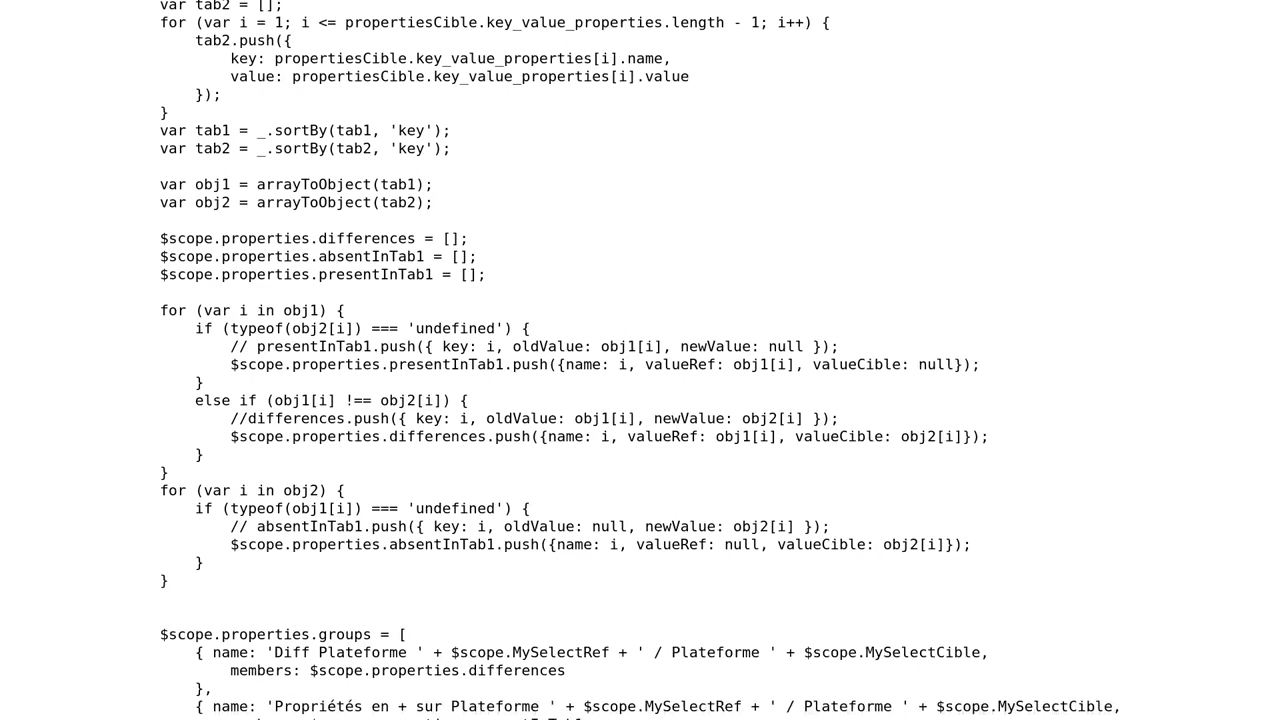 var tab2 = [];
for (var i = 1; i <= propertiesCible.key_value_properties.length - 1; i++) {
    tab2.push({
        key: propertiesCible.key_value_properties[i].name,
        value: propertiesCible.key_value_properties[i].value
    });
}
var tab1 = _.sortBy(tab1, 'key');
var tab2 = _.sortBy(tab2, 'key');

var obj1 = arrayToObject(tab1);
var obj2 = arrayToObject(tab2);

$scope.properties.differences = [];
$scope.properties.absentInTab1 = [];
$scope.properties.presentInTab1 = [];

for (var i in obj1) {
    if (typeof(obj2[i]) === 'undefined') {
        // presentInTab1.push({ key: i, oldValue: obj1[i], newValue: null });
        $scope.properties.presentInTab1.push({name: i, valueRef: obj1[i], valueCible: null});
    }
    else if (obj1[i] !== obj2[i]) {
        //differences.push({ key: i, oldValue: obj1[i], newValue: obj2[i] });
        $scope.properties.differences.push({name: i, valueRef: obj1[i], valueCible: obj2[i]});
    }
}
for (var i in obj2) {
    if (typeof(obj1[i]) === 'undefined') {
        // absentInTab1.push({ key: i, oldValue: null, newValue: obj2[i] });
        $scope.properties.absentInTab1.push({name: i, valueRef: null, valueCible: obj2[i]});
    }
}

$scope.properties.groups = [
    { name: 'Diff Plateforme ' + $scope.MySelectRef + ' / Plateforme ' + $scope.MySelectCible,
        members: $scope.properties.differences
    },
    { name: 'Propriétés en + sur Plateforme ' + $scope.MySelectRef + ' / Plateforme ' + $scope.MySelectCible,